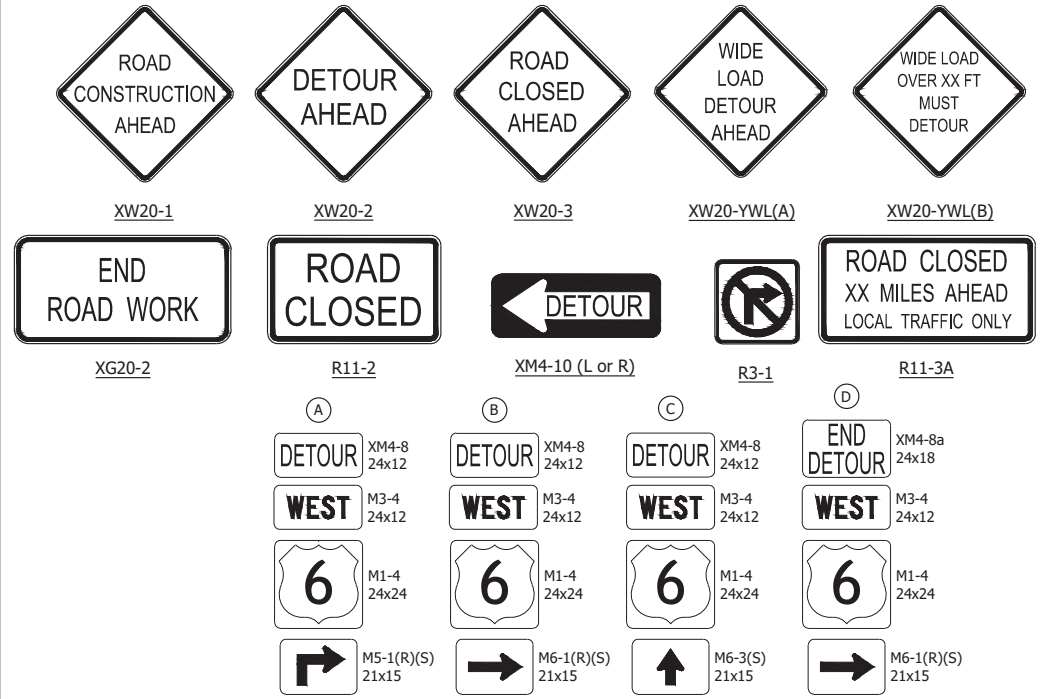 ROAD
CONSTRUCTION
AHEAD
XW20-1
DETOUR
AHEAD
XW20-2
ROAD
CLOSED
AHEAD
XW20-3
WIDE
LOAD
DETOUR
AHEAD
XW20-YWL(A)
WIDE LOAD
OVER XX FT
MUST
DETOUR
XW20-YWL(B)
END
ROAD WORK
XG20-2
ROAD
CLOSED
R11-2
DETOUR
XM4-10 (L or R)
R3-1
ROAD CLOSED
XX MILES AHEAD
LOCAL TRAFFIC ONLY
R11-3A
A
DETOUR
XM4-8
24x12
WEST
M3-4
24x12
6
M1-4
24x24
M5-1(R)(S)
21x15
B
DETOUR
XM4-8
24x12
WEST
M3-4
24x12
6
M1-4
24x24
M6-1(R)(S)
21x15
C
DETOUR
XM4-8
24x12
WEST
M3-4
24x12
6
M1-4
24x24
M6-3(S)
21x15
D
END
DETOUR
XM4-8a
24x18
WEST
M3-4
24x12
6
M1-4
24x24
M6-1(R)(S)
21x15